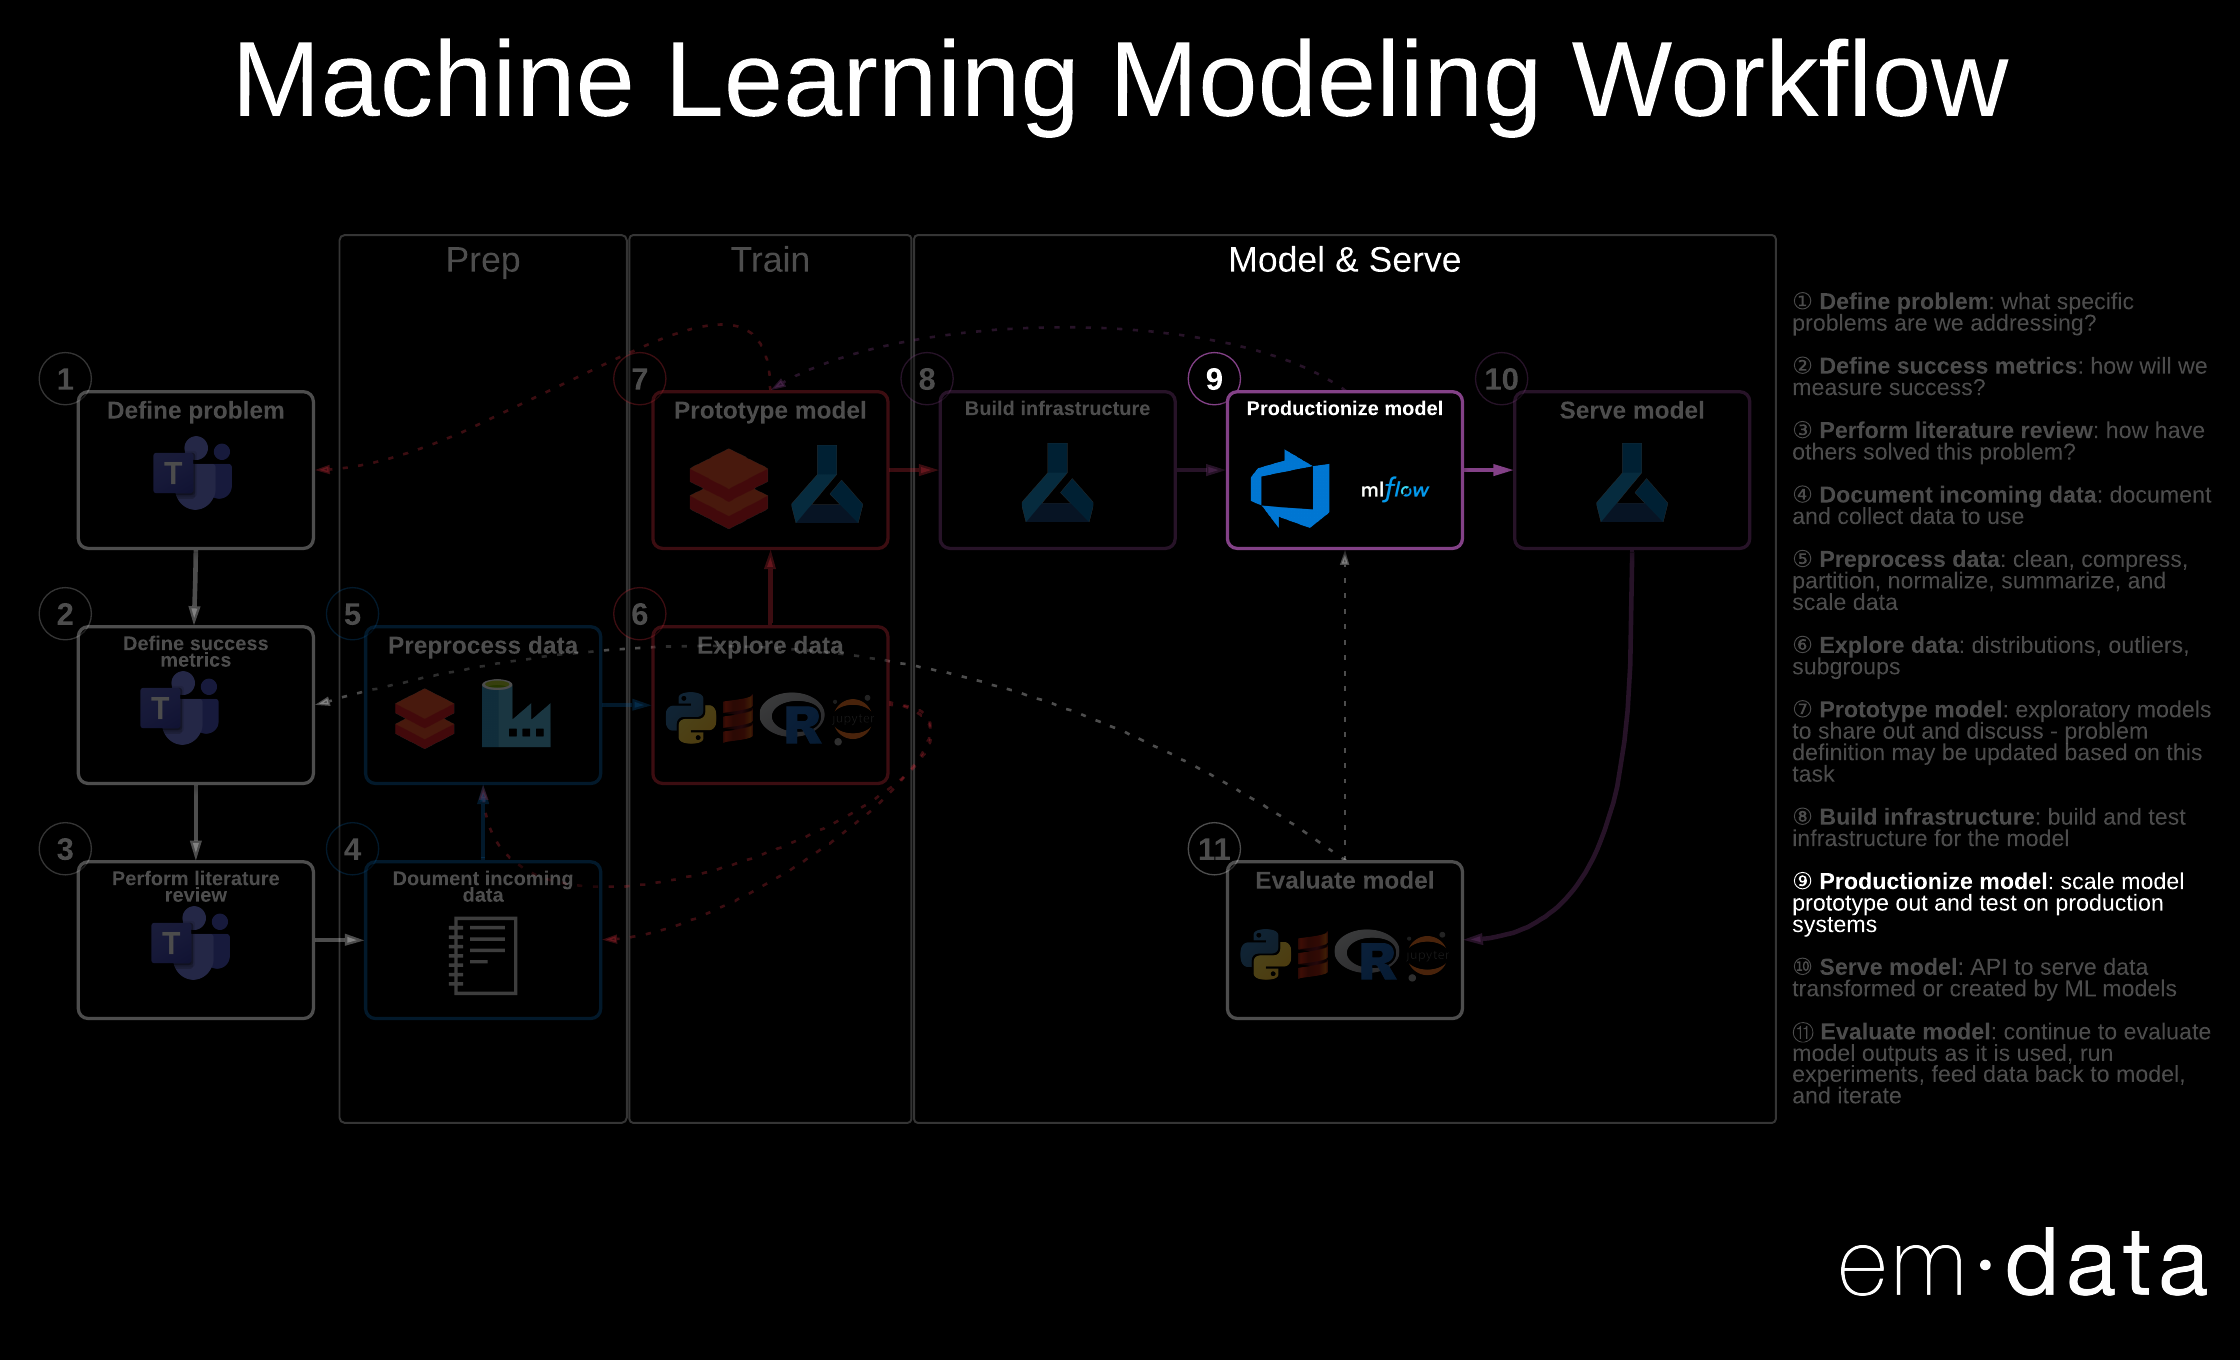 Machine Learning Modeling Workflow
Prep
Train
Model & Serve
1
Define problem
T
2
Define success
metrics
T
3
Perform literature
review
T
4
Doument incoming
data
5
Preprocess data
6
Explore data
R
jupyter
7
Prototype model
8
Build infrastructure
9
Productionize model
mlflow
10
Serve model
11
Evaluate model
R
jupyter
① Define problem: what specific
problems are we addressing?
② Define success metrics: how will we
measure success?
③ Perform literature review: how have
others solved this problem?
④ Document incoming data: document
and collect data to use
⑤ Preprocess data: clean, compress,
partition, normalize, summarize, and
scale data
⑥ Explore data: distributions, outliers,
subgroups
⑦ Prototype model: exploratory models
to share out and discuss - problem
definition may be updated based on this
task
⑧ Build infrastructure: build and test
infrastructure for the model
⑨ Productionize model: scale model
prototype out and test on production
systems
⑩ Serve model: API to serve data
transformed or created by ML models
⑪ Evaluate model: continue to evaluate
model outputs as it is used, run
experiments, feed data back to model,
and iterate
em·data